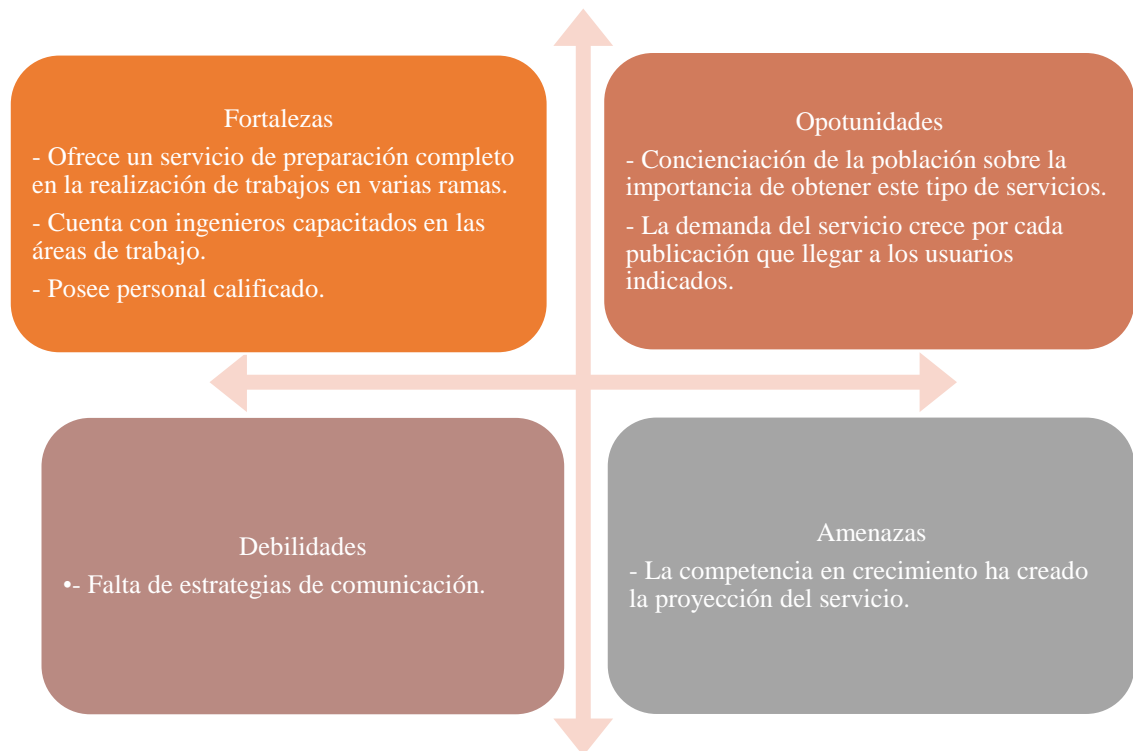 Fortalezas
- Ofrece un servicio de preparación completo
en la realización de trabajos en varias ramas.
- Cuenta con ingenieros capacitados en las
áreas de trabajo.
- Posee personal calificado.
Opotunidades
- Concienciación de la población sobre la
importancia de obtener este tipo de servicios.
- La demanda del servicio crece por cada
publicación que llegar a los usuarios
indicados.
Debilidades
•- Falta de estrategias de comunicación.
Amenazas
- La competencia en crecimiento ha creado
la proyección del servicio.